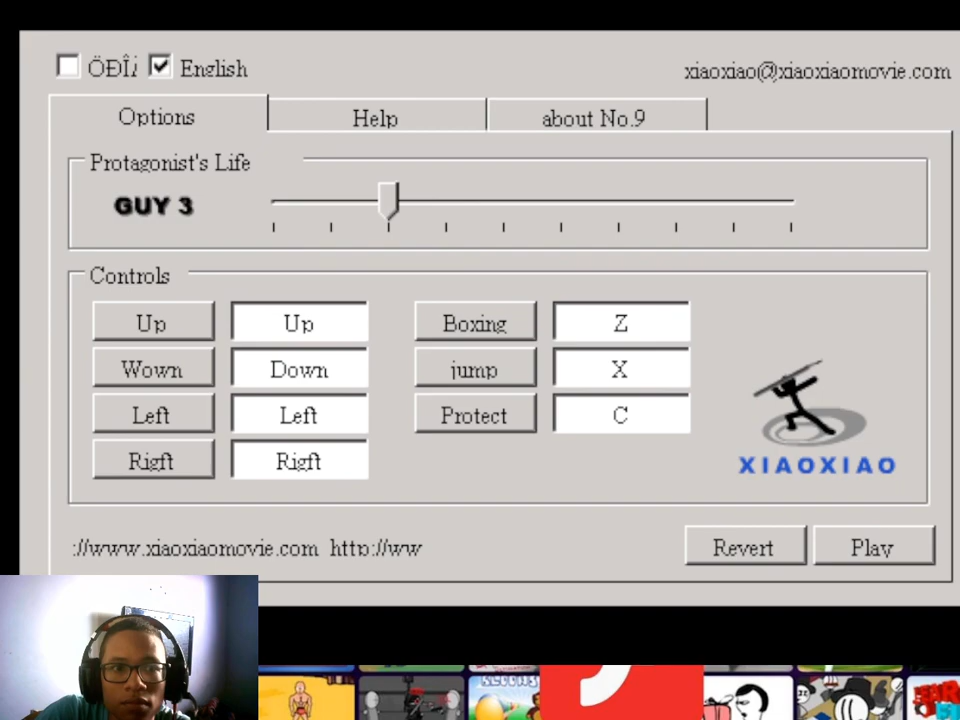 ÖÐÎ¡ English
xiaoxiao@xiaoxiaomovie.com
Options Help about No.9
Protagonist's Life
GUY 3
Controls
Up Up Boxing Z
Wown Down jump X
Left Left Protect C
Rigft Rigft
XIAOXIAO
://www.xiaoxiaomovie.com http://ww
Revert Play